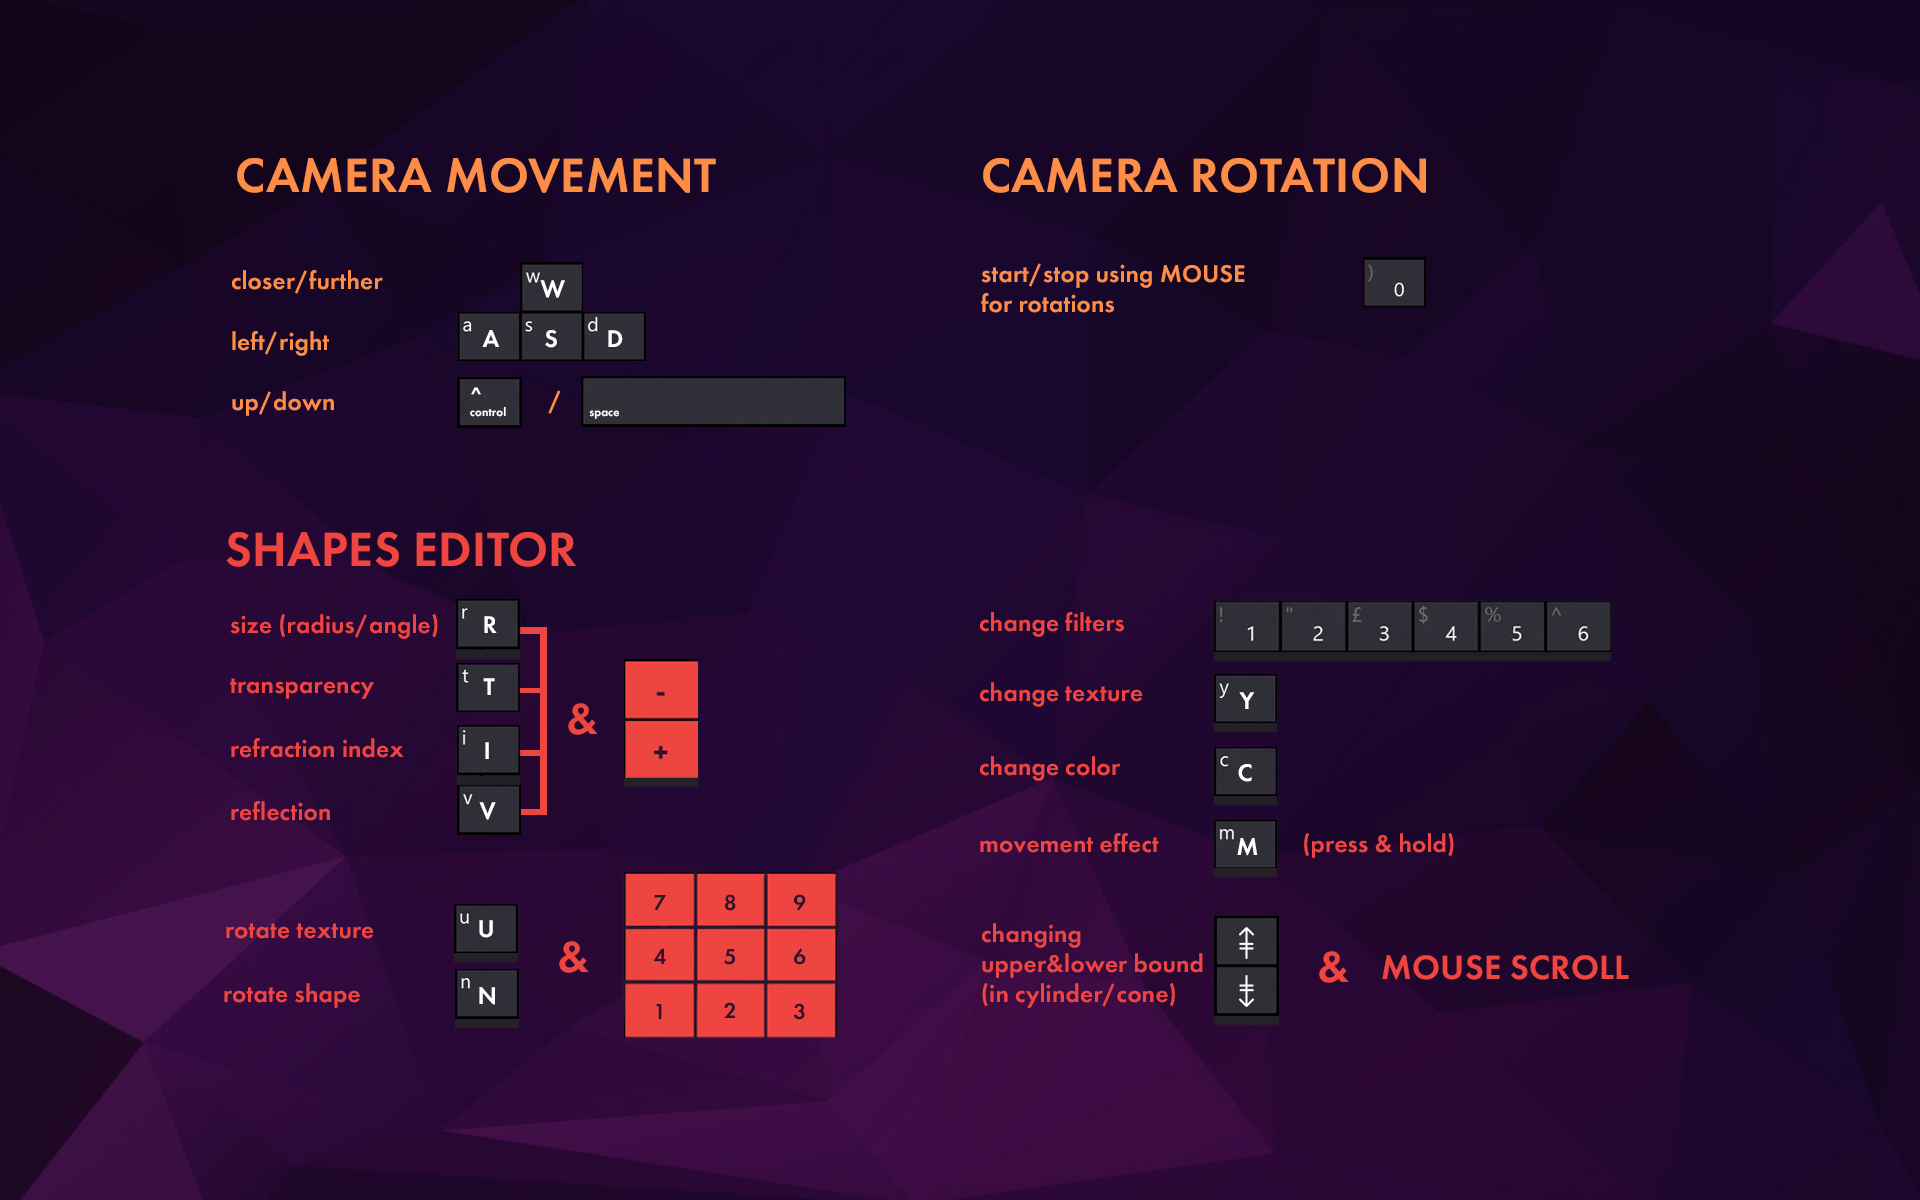 CAMERA MOVEMENT
closer/further
w W
left/right
a A s S d D
up/down
^
control / space
CAMERA ROTATION
start/stop using MOUSE
for rotations
) 0
SHAPES EDITOR
size (radius/angle) r R
transparency t T
refraction index i I
reflection v V
&
-
+
rotate texture u U
rotate shape n N
&
7 8 9
4 5 6
1 2 3
change filters ! 1 " 2 £ 3 $ 4 % 5 ^ 6
change texture y Y
change color c C
movement effect m M (press & hold)
changing
upper&lower bound
(in cylinder/cone)
& MOUSE SCROLL